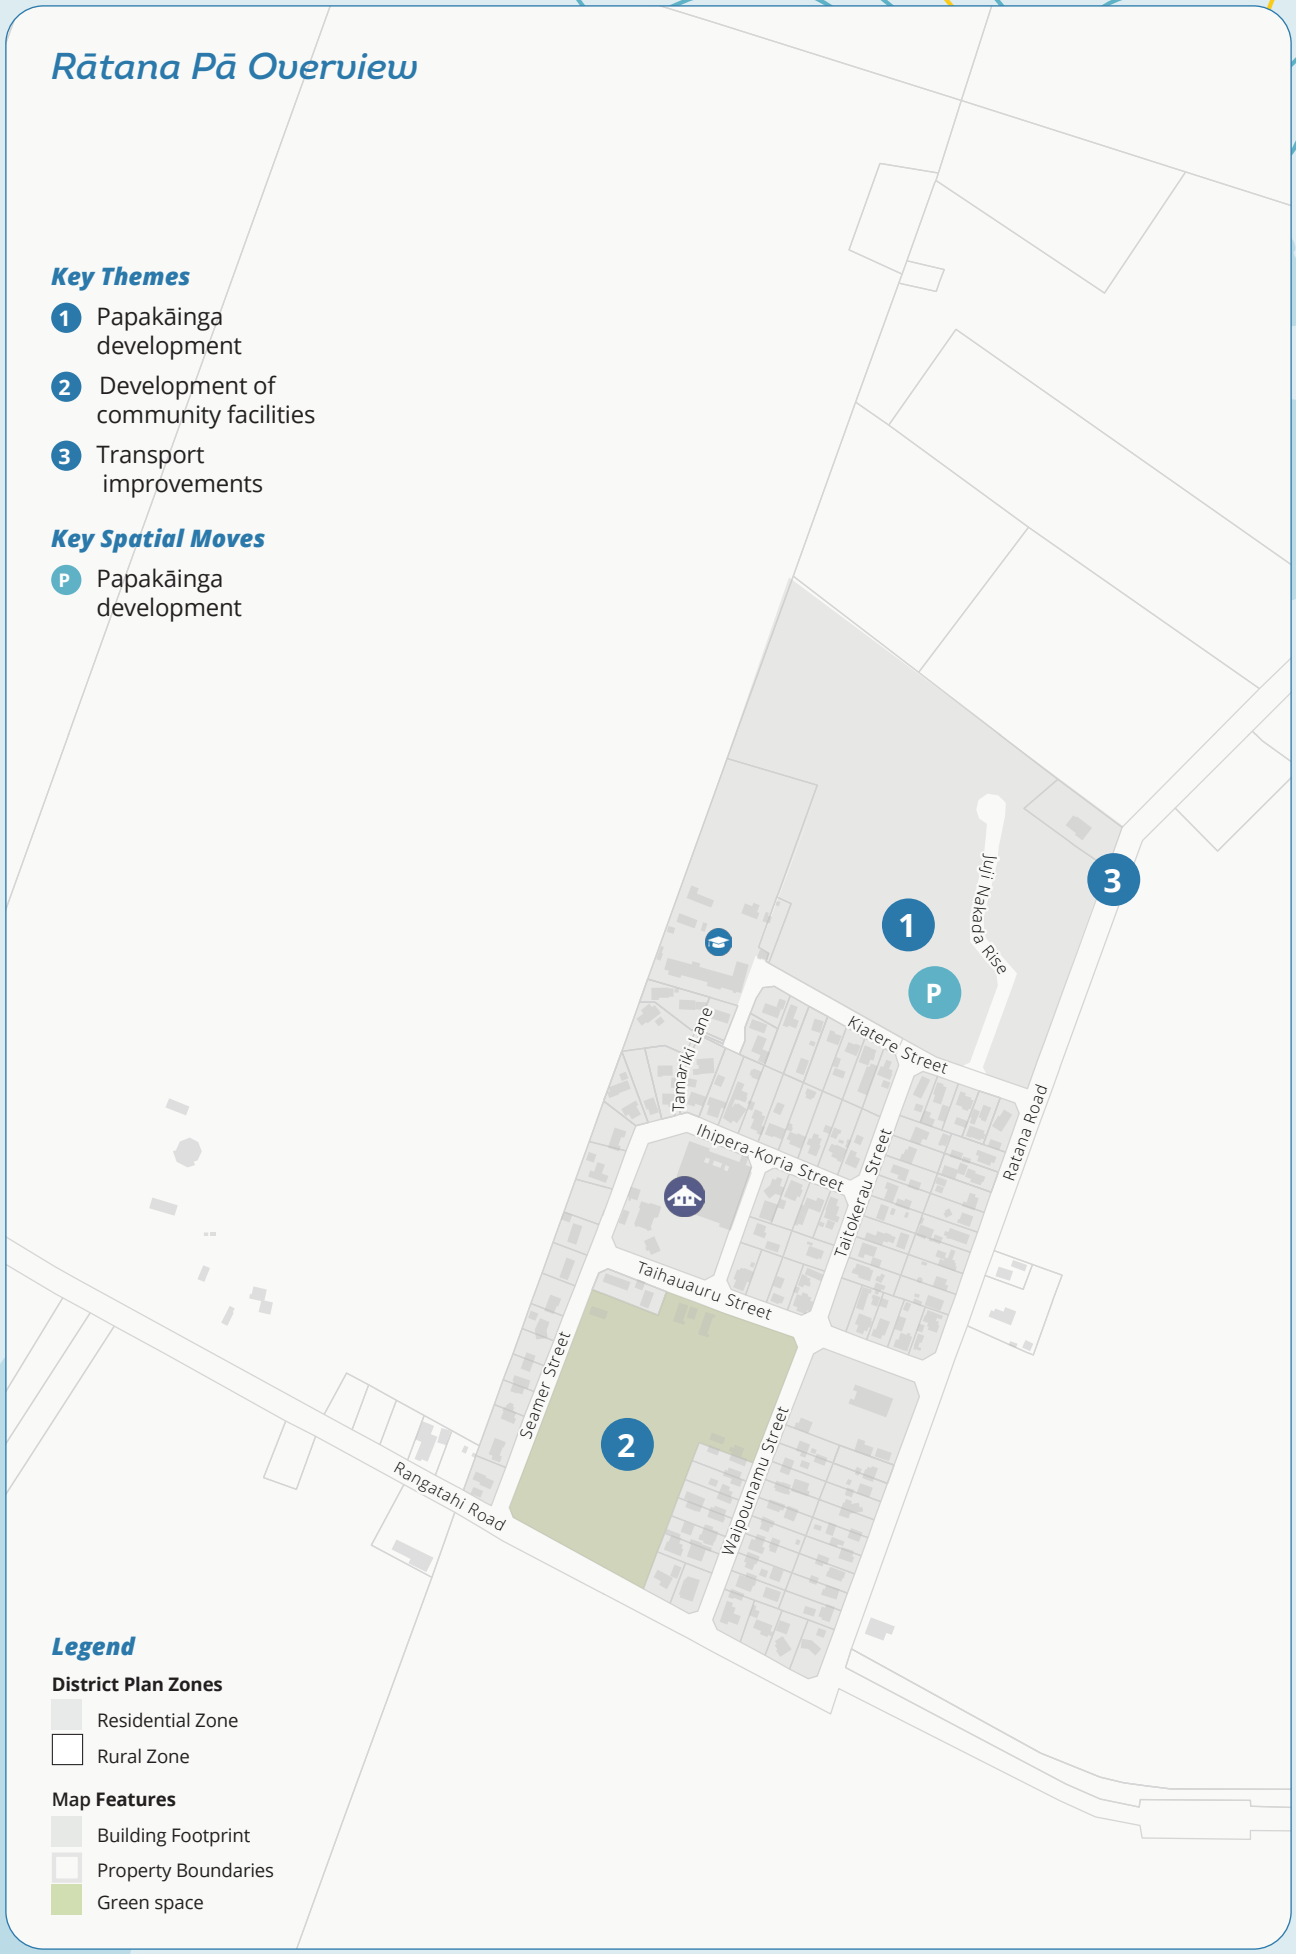 Rātana Pā Overview
Key Themes
1 Papakāinga
development
2 Development of
community facilities
3 Transport
improvements
Key Spatial Moves
P Papakāinga
development
3
1
P
Juji Nakada Rise
Kiatere Street
Tamariki Lane
Ihipera-Koria Street
Ratana Road
Taitokerau Street
Taihauauru Street
Seamer Street
2
Waipounamu Street
Rangatahi Road
Legend
District Plan Zones
Residential Zone
Rural Zone
Map Features
Building Footprint
Property Boundaries
Green space